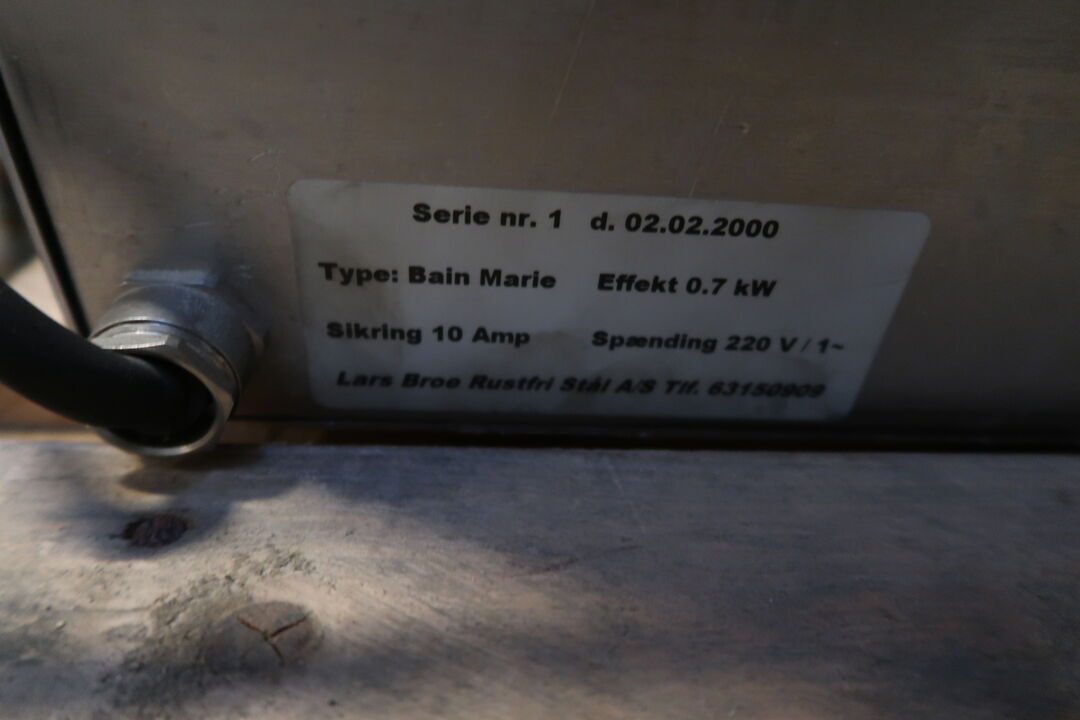 Serie nr. 1 d. 02.02.2000
Type: Bain Marie Effekt 0.7 kW
Sikring 10 Amp Spænding 220 V / 1~
Lars Broe Rustfri Stål A/S Tlf. 63150909